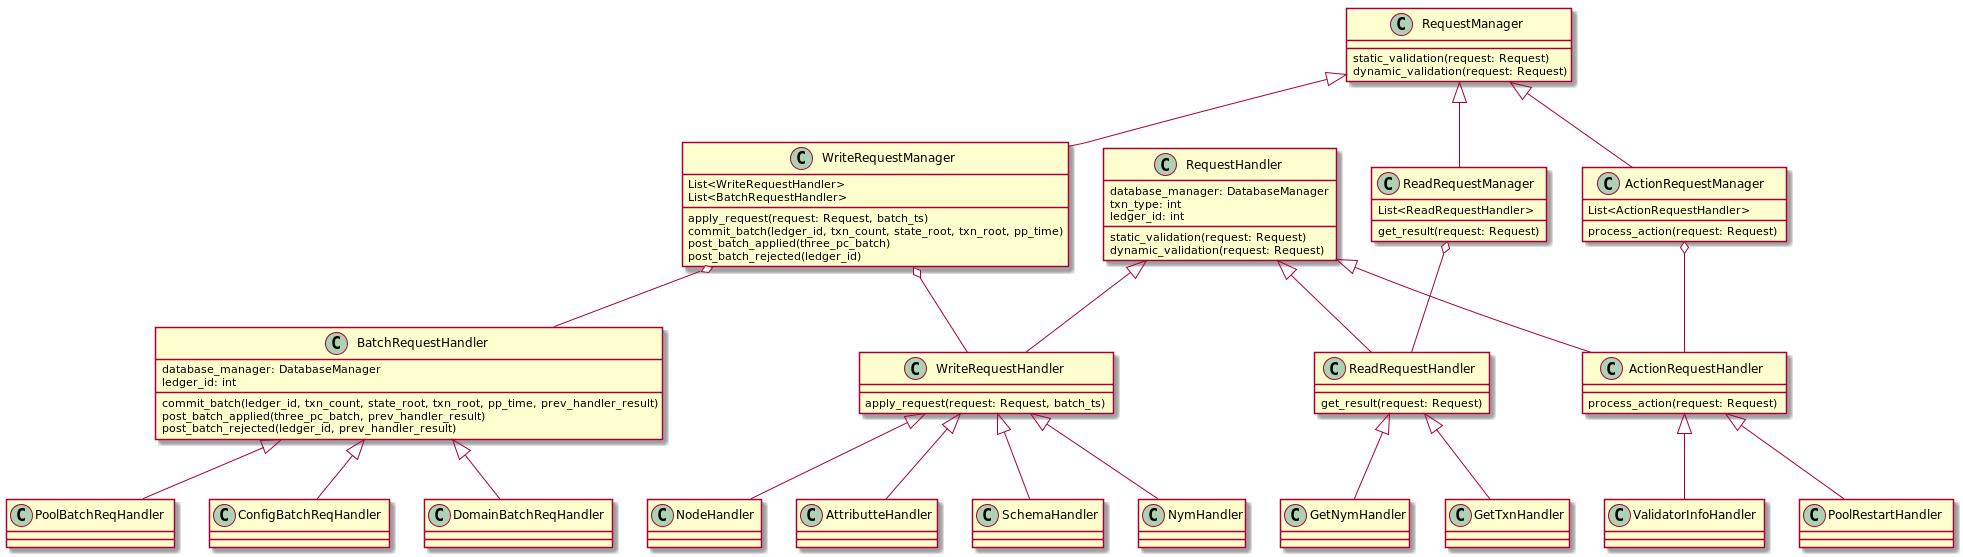 C RequestManager
static_validation(request: Request)
dynamic_validation(request: Request)
C WriteRequestManager
List<WriteRequestHandler>
List<BatchRequestHandler>
apply_request(request: Request, batch_ts)
commit_batch(ledger_id, txn_count, state_root, txn_root, pp_time)
post_batch_applied(three_pc_batch)
post_batch_rejected(ledger_id)
C RequestHandler
database_manager: DatabaseManager
txn_type: int
ledger_id: int
static_validation(request: Request)
dynamic_validation(request: Request)
C ReadRequestManager
List<ReadRequestHandler>
get_result(request: Request)
C ActionRequestManager
List<ActionRequestHandler>
process_action(request: Request)
C BatchRequestHandler
database_manager: DatabaseManager
ledger_id: int
commit_batch(ledger_id, txn_count, state_root, txn_root, pp_time, prev_handler_result)
post_batch_applied(three_pc_batch, prev_handler_result)
post_batch_rejected(ledger_id, prev_handler_result)
C WriteRequestHandler
apply_request(request: Request, batch_ts)
C ReadRequestHandler
get_result(request: Request)
C ActionRequestHandler
process_action(request: Request)
C PoolBatchReqHandler
C ConfigBatchReqHandler
C DomainBatchReqHandler
C NodeHandler
C AttributteHandler
C SchemaHandler
C NymHandler
C GetNymHandler
C GetTxnHandler
C ValidatorInfoHandler
C PoolRestartHandler